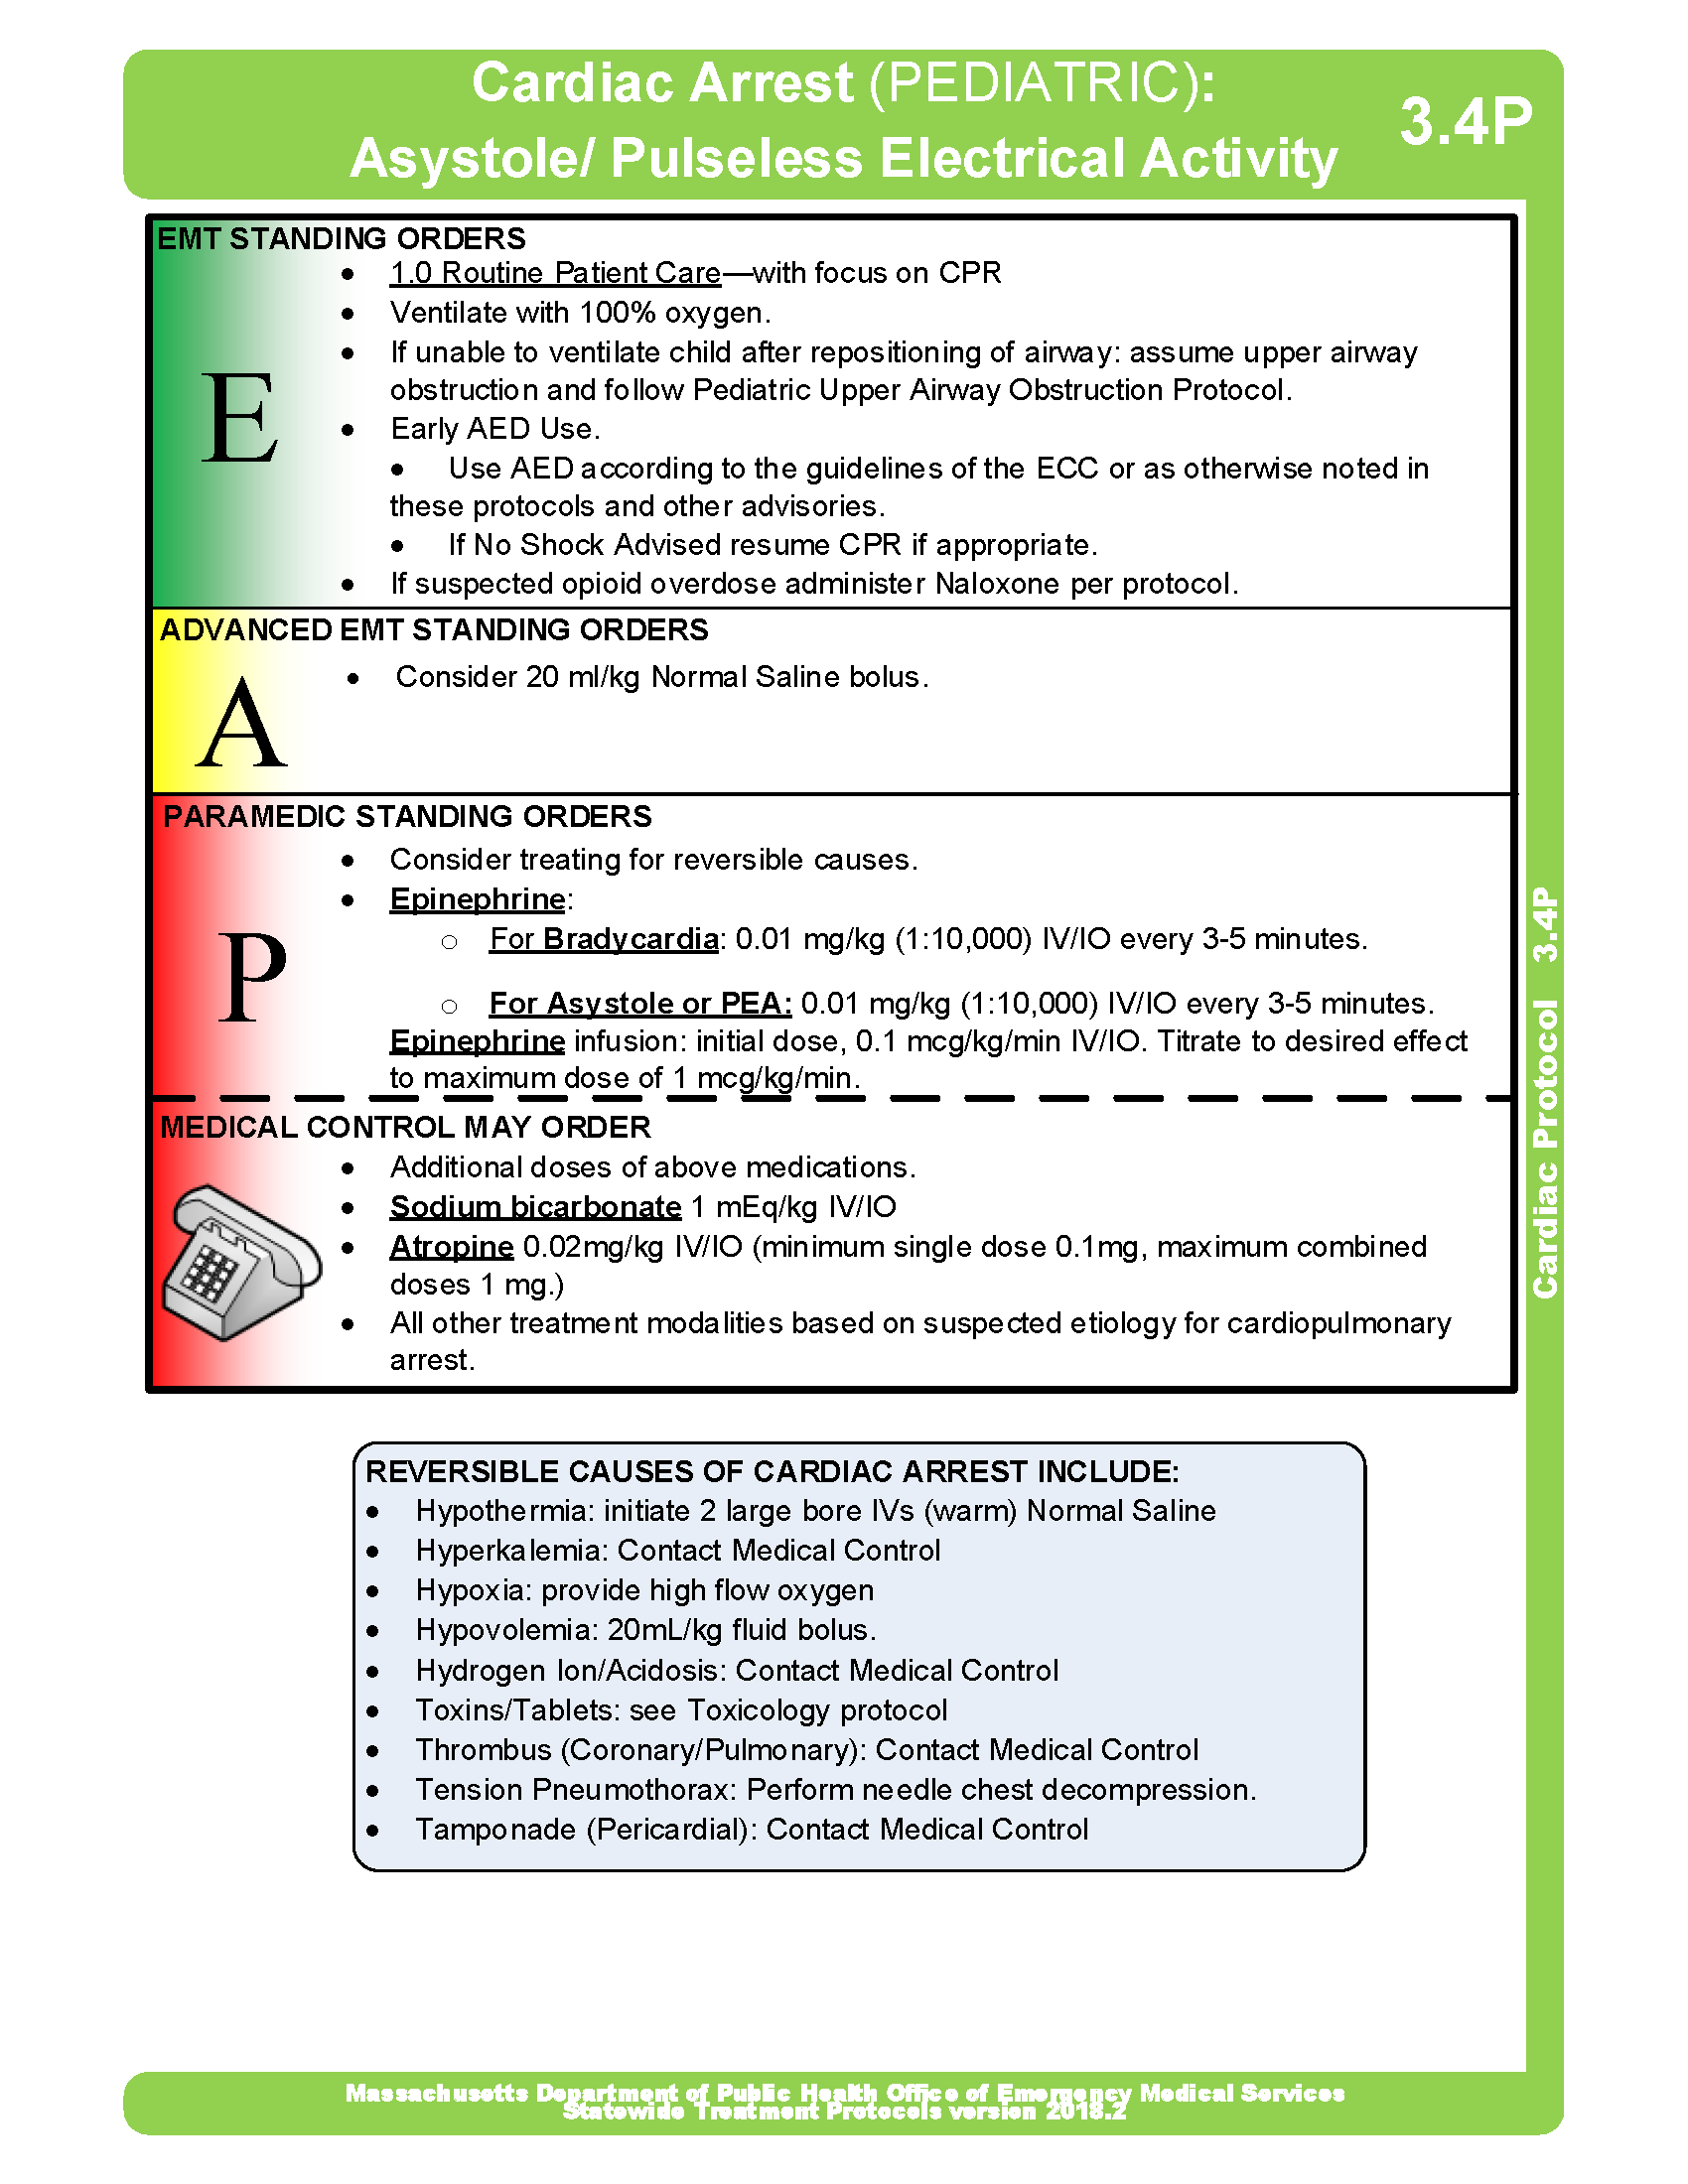 Cardiac Arrest (PEDIATRIC):
Asystole/ Pulseless Electrical Activity
3.4P
EMT STANDING ORDERS
E
• 1.0 Routine Patient Care—with focus on CPR
• Ventilate with 100% oxygen.
• If unable to ventilate child after repositioning of airway: assume upper airway
obstruction and follow Pediatric Upper Airway Obstruction Protocol.
• Early AED Use.
• Use AED according to the guidelines of the ECC or as otherwise noted in
these protocols and other advisories.
• If No Shock Advised resume CPR if appropriate.
• If suspected opioid overdose administer Naloxone per protocol.
ADVANCED EMT STANDING ORDERS
A
• Consider 20 ml/kg Normal Saline bolus.
PARAMEDIC STANDING ORDERS
P
• Consider treating for reversible causes.
• Epinephrine:
○ For Bradycardia: 0.01 mg/kg (1:10,000) IV/IO every 3-5 minutes.
○ For Asystole or PEA: 0.01 mg/kg (1:10,000) IV/IO every 3-5 minutes.
Epinephrine infusion: initial dose, 0.1 mcg/kg/min IV/IO. Titrate to desired effect
to maximum dose of 1 mcg/kg/min.
MEDICAL CONTROL MAY ORDER
• Additional doses of above medications.
• Sodium bicarbonate 1 mEq/kg IV/IO
• Atropine 0.02mg/kg IV/IO (minimum single dose 0.1mg, maximum combined
doses 1 mg.)
• All other treatment modalities based on suspected etiology for cardiopulmonary
arrest.
Cardiac Protocol 3.4P
REVERSIBLE CAUSES OF CARDIAC ARREST INCLUDE:
• Hypothermia: initiate 2 large bore IVs (warm) Normal Saline
• Hyperkalemia: Contact Medical Control
• Hypoxia: provide high flow oxygen
• Hypovolemia: 20mL/kg fluid bolus.
• Hydrogen Ion/Acidosis: Contact Medical Control
• Toxins/Tablets: see Toxicology protocol
• Thrombus (Coronary/Pulmonary): Contact Medical Control
• Tension Pneumothorax: Perform needle chest decompression.
• Tamponade (Pericardial): Contact Medical Control
Massachusetts Department of Public Health Office of Emergency Medical Services
Statewide Treatment Protocols version 2018.2